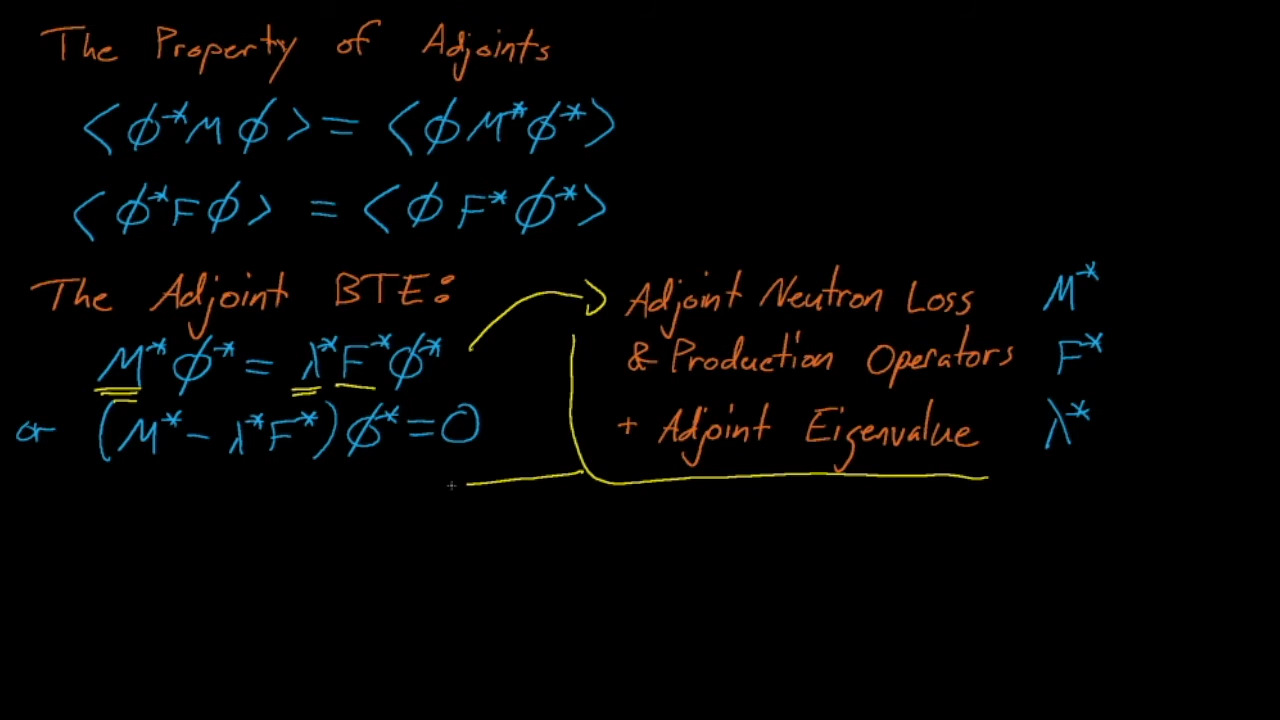 The Property of Adjoints
<ϕ*Mϕ> = <ϕM*ϕ*>
<ϕ*Fϕ> = <ϕF*ϕ*>
The Adjoint BTE:
M*ϕ* = λ*F*ϕ*
or (M* - λ*F*)ϕ* = 0
Adjoint Neutron Loss M*
& Production Operators F*
+ Adjoint Eigenvalue λ*